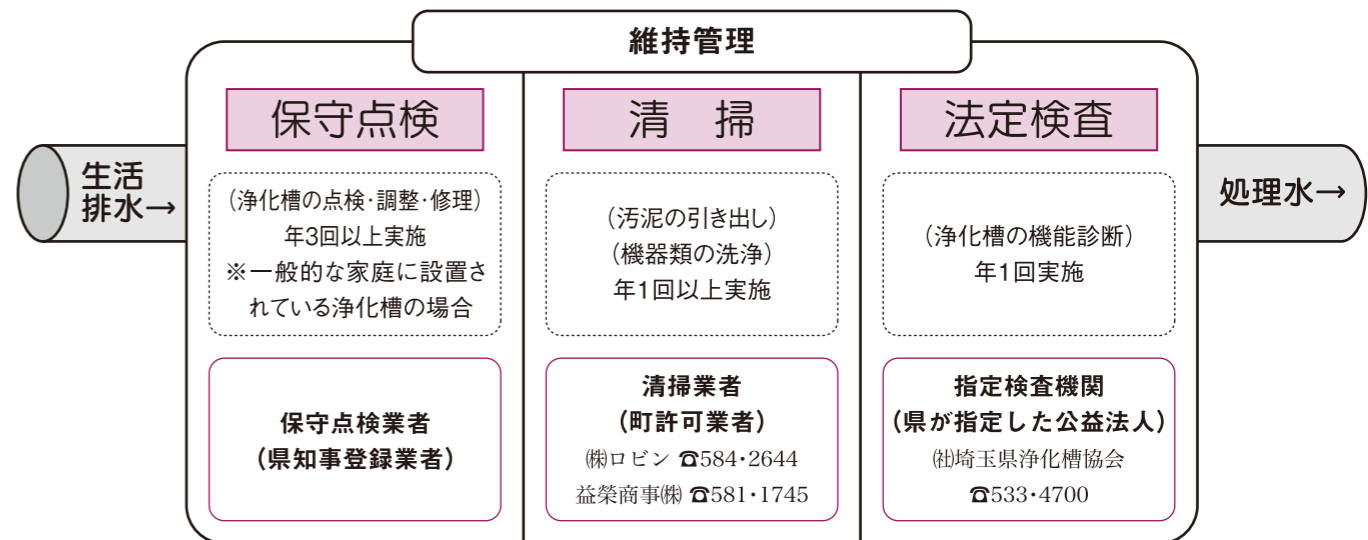 維持管理
生活
排水→
保守点検
(浄化槽の点検・調整・修理)
年3回以上実施
※一般的な家庭に設置さ
れている浄化槽の場合
保守点検業者
(県知事登録業者)
清 掃
(汚泥の引き出し)
(機器類の洗浄)
年1回以上実施
清掃業者
(町許可業者)
㈱ロビン ☎584・2644
益榮商事㈱ ☎581・1745
法定検査
(浄化槽の機能診断)
年1回実施
指定検査機関
(県が指定した公益法人)
㈳埼玉県浄化槽協会
☎533・4700
処理水→